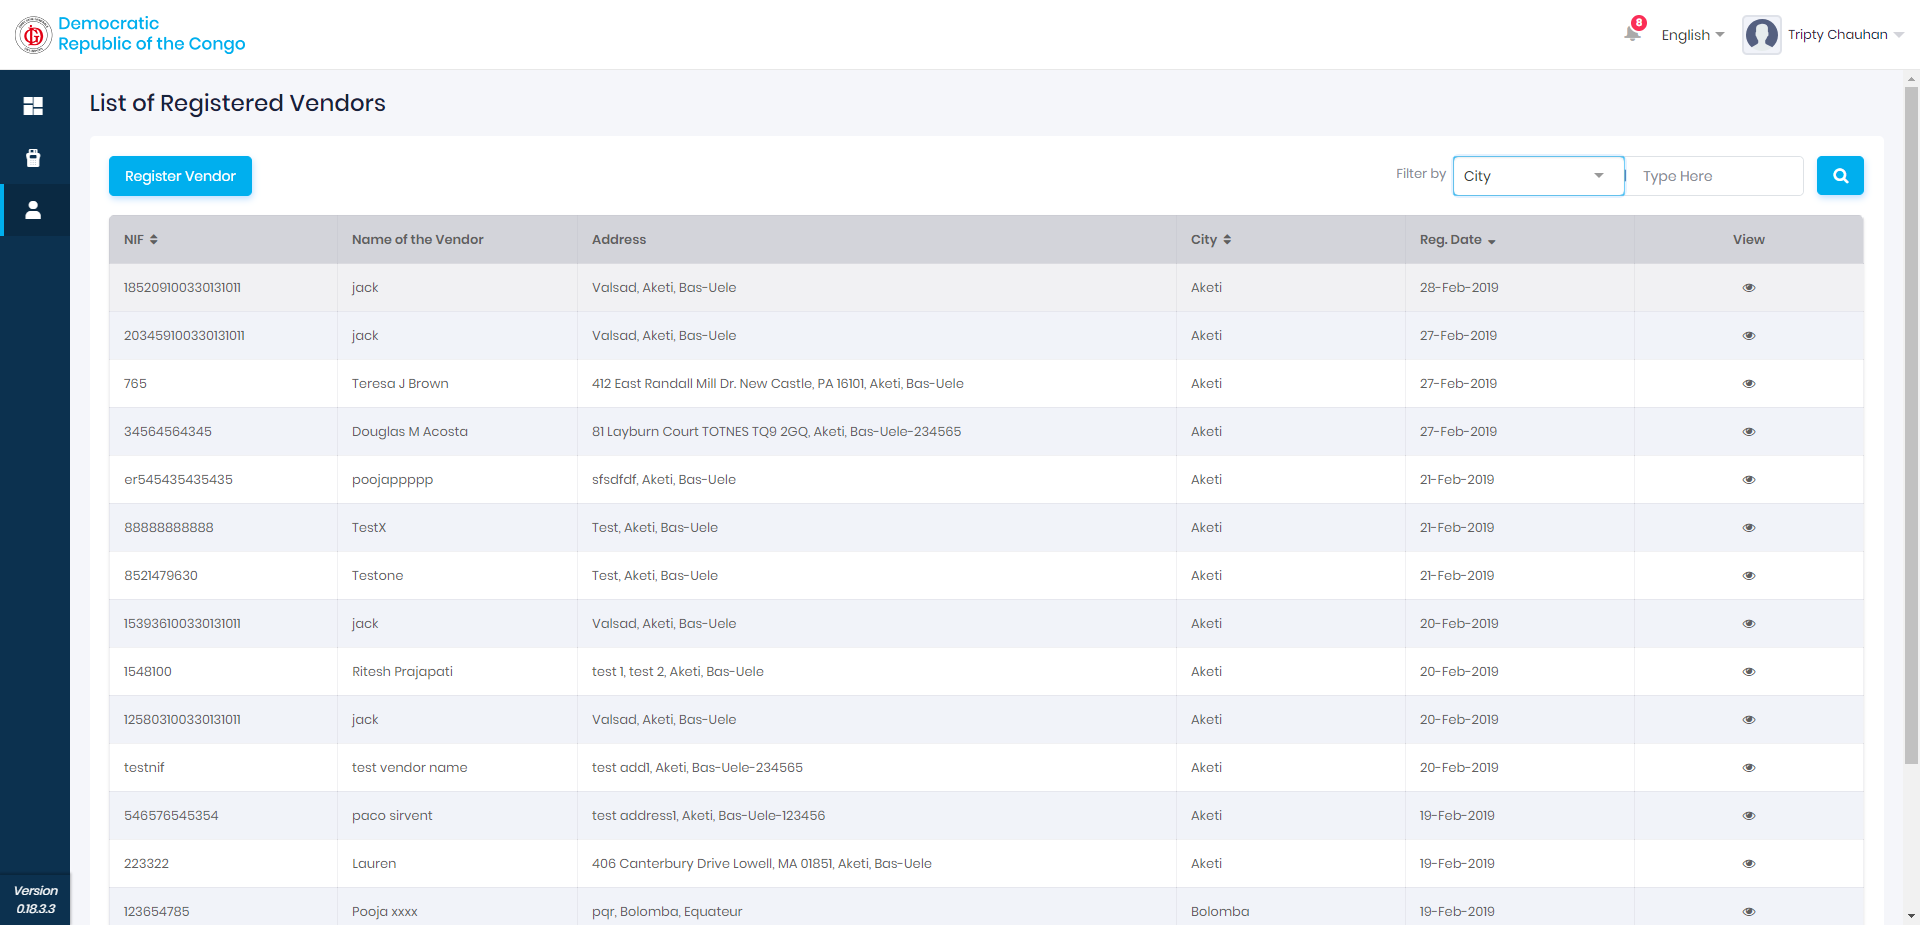 Democratic
Republic of the Congo
8
English
Tripty Chauhan
List of Registered Vendors
Register Vendor
Filter by City Type Here
NIF Name of the Vendor Address City Reg. Date View
185209100330131011 jack Valsad, Aketi, Bas-Uele Aketi 28-Feb-2019
203459100330131011 jack Valsad, Aketi, Bas-Uele Aketi 27-Feb-2019
765 Teresa J Brown 412 East Randall Mill Dr. New Castle, PA 16101, Aketi, Bas-Uele Aketi 27-Feb-2019
34564564345 Douglas M Acosta 81 Layburn Court TOTNES TQ9 2GQ, Aketi, Bas-Uele-234565 Aketi 27-Feb-2019
er545435435435 poojappppp sfsdfdf, Aketi, Bas-Uele Aketi 21-Feb-2019
88888888888 TestX Test, Aketi, Bas-Uele Aketi 21-Feb-2019
8521479630 Testone Test, Aketi, Bas-Uele Aketi 21-Feb-2019
153936100330131011 jack Valsad, Aketi, Bas-Uele Aketi 20-Feb-2019
1548100 Ritesh Prajapati test 1, test 2, Aketi, Bas-Uele Aketi 20-Feb-2019
125803100330131011 jack Valsad, Aketi, Bas-Uele Aketi 20-Feb-2019
testnif test vendor name test add1, Aketi, Bas-Uele-234565 Aketi 20-Feb-2019
546576545354 paco sirvent test address1, Aketi, Bas-Uele-123456 Aketi 19-Feb-2019
223322 Lauren 406 Canterbury Drive Lowell, MA 01851, Aketi, Bas-Uele Aketi 19-Feb-2019
123654785 Pooja xxxx pqr, Bolomba, Equateur Bolomba 19-Feb-2019
Version
0.18.3.3